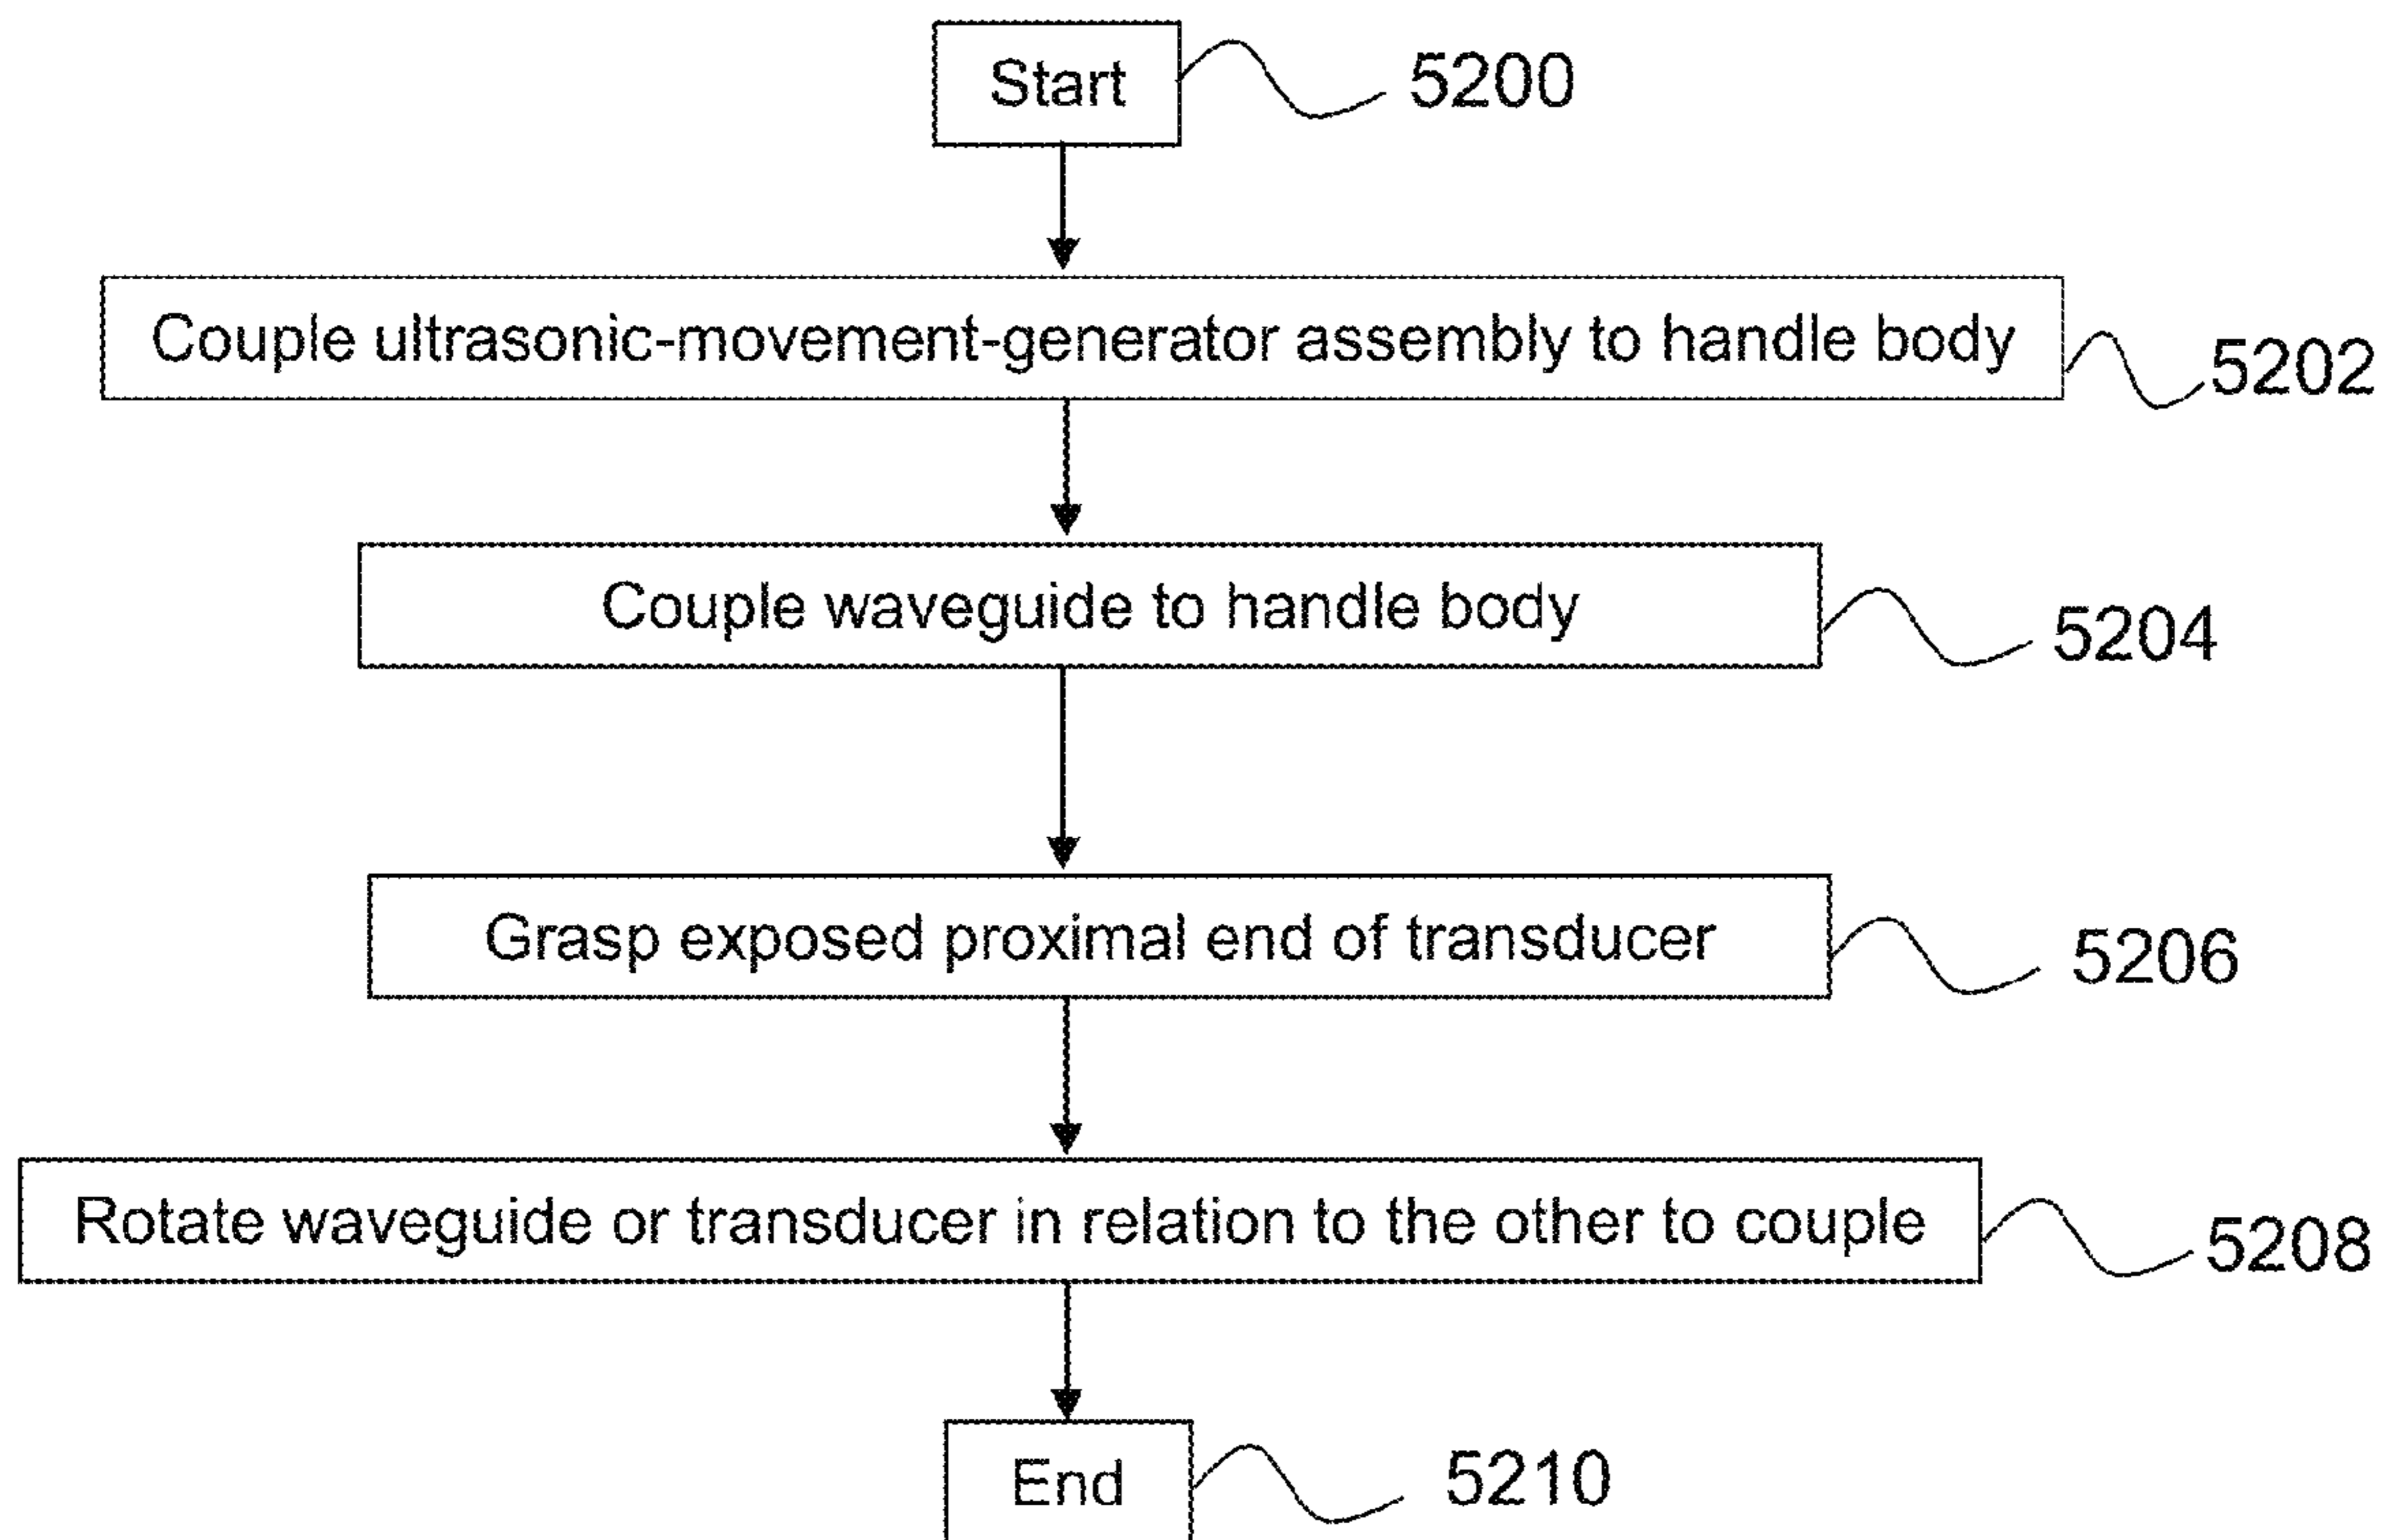 Start 5200
Couple ultrasonic-movement-generator assembly to handle body 5202
Couple waveguide to handle body 5204
Grasp exposed proximal end of transducer 5206
Rotate waveguide or transducer in relation to the other to couple 5208
End 5210